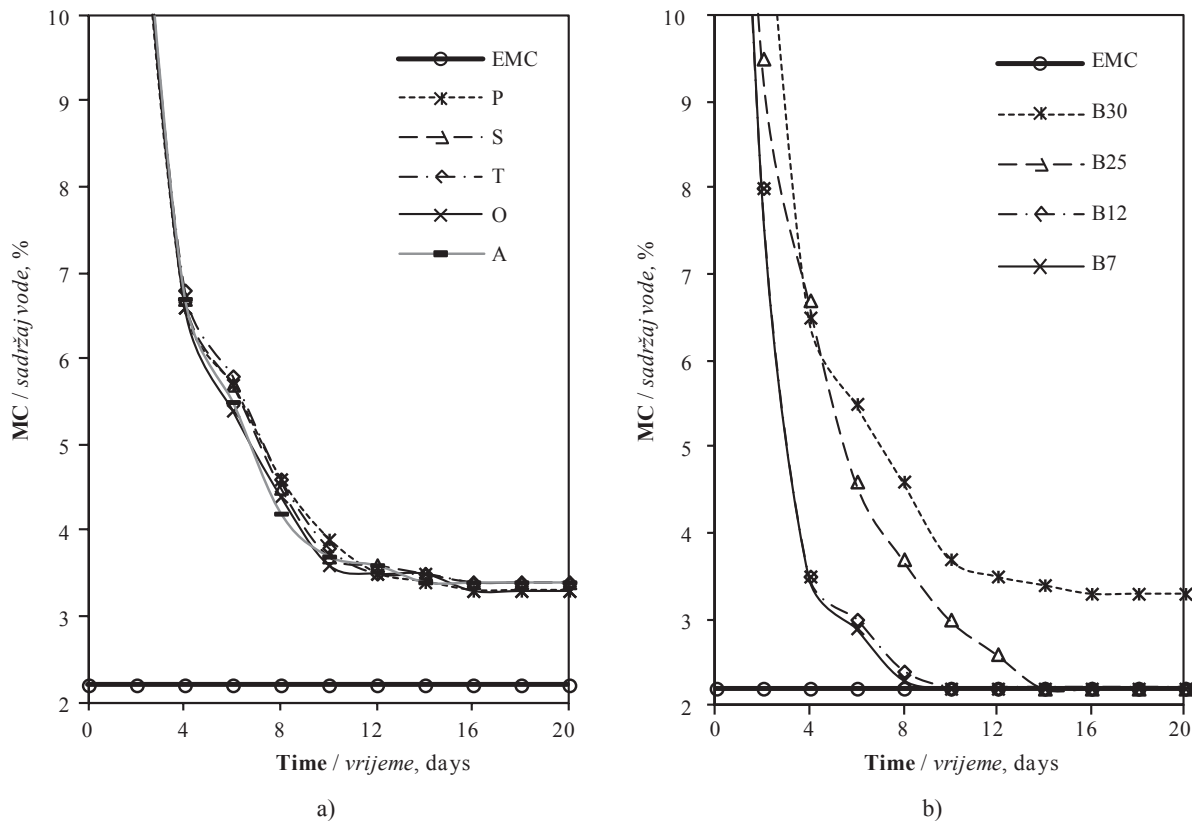 10
9
8
7
6
5
4
3
2
MC / sadržaj vode, %
EMC
P
S
T
O
A
0 4 8 12 16 20
Time / vrijeme, days
a)
10
9
8
7
6
5
4
3
2
MC / sadržaj vode, %
EMC
B30
B25
B12
B7
0 4 8 12 16 20
Time / vrijeme, days
b)